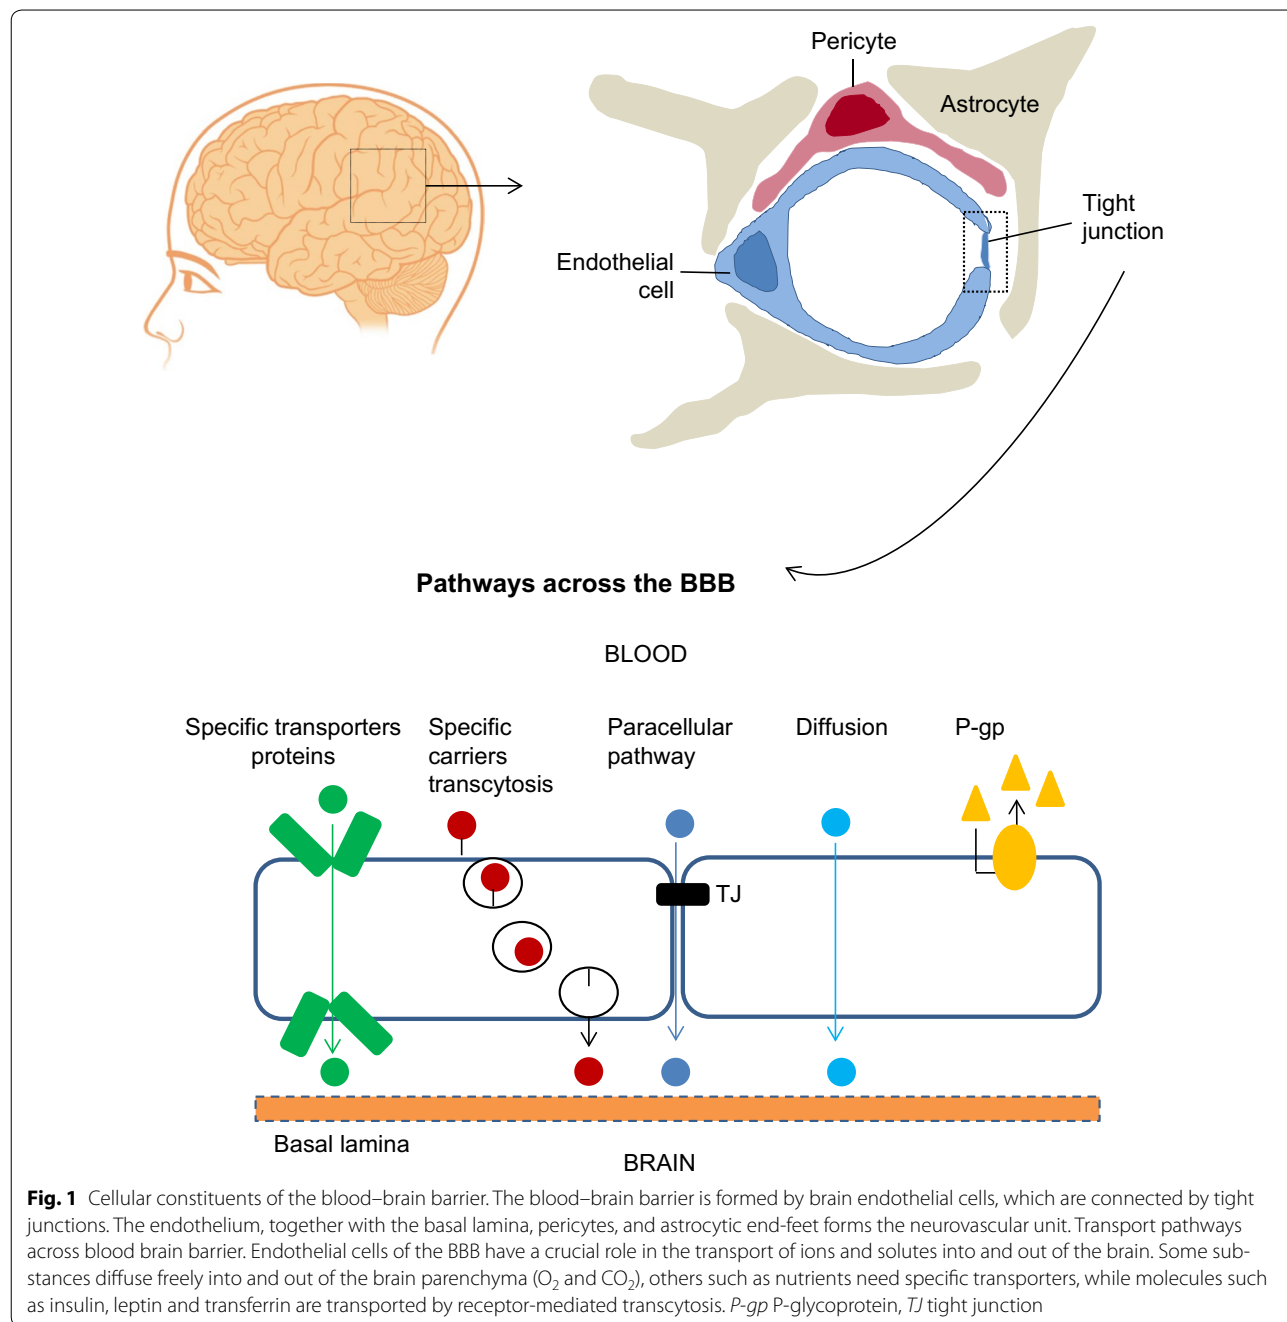 Pericyte
Astrocyte
Tight
junction
Endothelial
cell
Pathways across the BBB
BLOOD
Specific transporters
proteins
Specific
carriers
transcytosis
Paracellular
pathway
Diffusion
P-gp
TJ
Basal lamina
BRAIN
Fig. 1 Cellular constituents of the blood–brain barrier. The blood–brain barrier is formed by brain endothelial cells, which are connected by tight
junctions. The endothelium, together with the basal lamina, pericytes, and astrocytic end-feet forms the neurovascular unit. Transport pathways
across blood brain barrier. Endothelial cells of the BBB have a crucial role in the transport of ions and solutes into and out of the brain. Some sub-
stances diffuse freely into and out of the brain parenchyma (O₂ and CO₂), others such as nutrients need specific transporters, while molecules such
as insulin, leptin and transferrin are transported by receptor-mediated transcytosis. P-gp P-glycoprotein, TJ tight junction